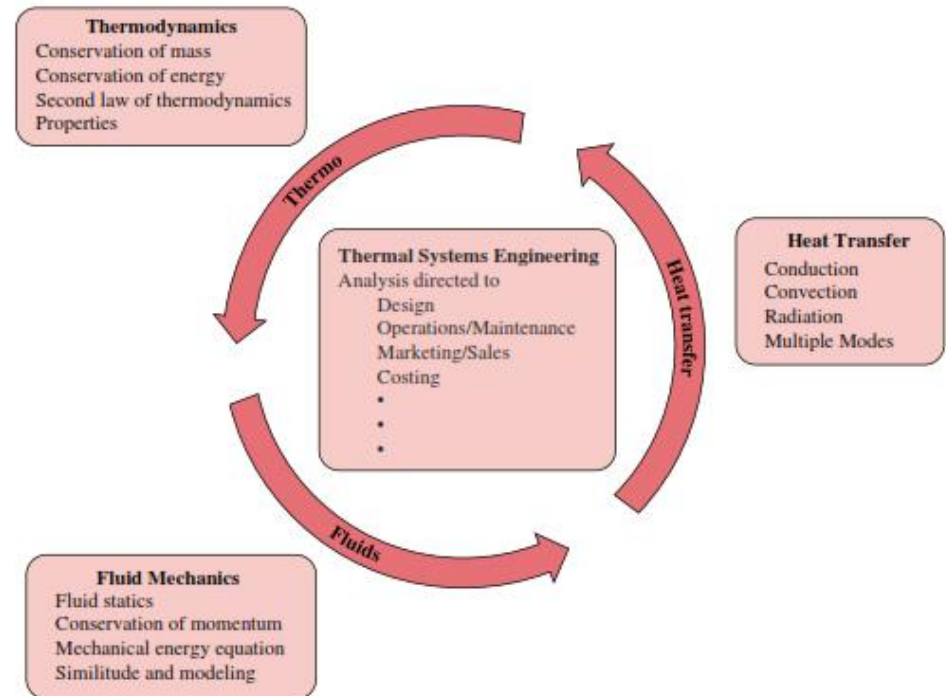 Thermodynamics
Conservation of mass
Conservation of energy
Second law of thermodynamics
Properties
Thermo
Thermal Systems Engineering
Analysis directed to
Design
Operations/Maintenance
Marketing/Sales
Costing
•
•
•
Heat transfer
Heat Transfer
Conduction
Convection
Radiation
Multiple Modes
Fluids
Fluid Mechanics
Fluid statics
Conservation of momentum
Mechanical energy equation
Similitude and modeling